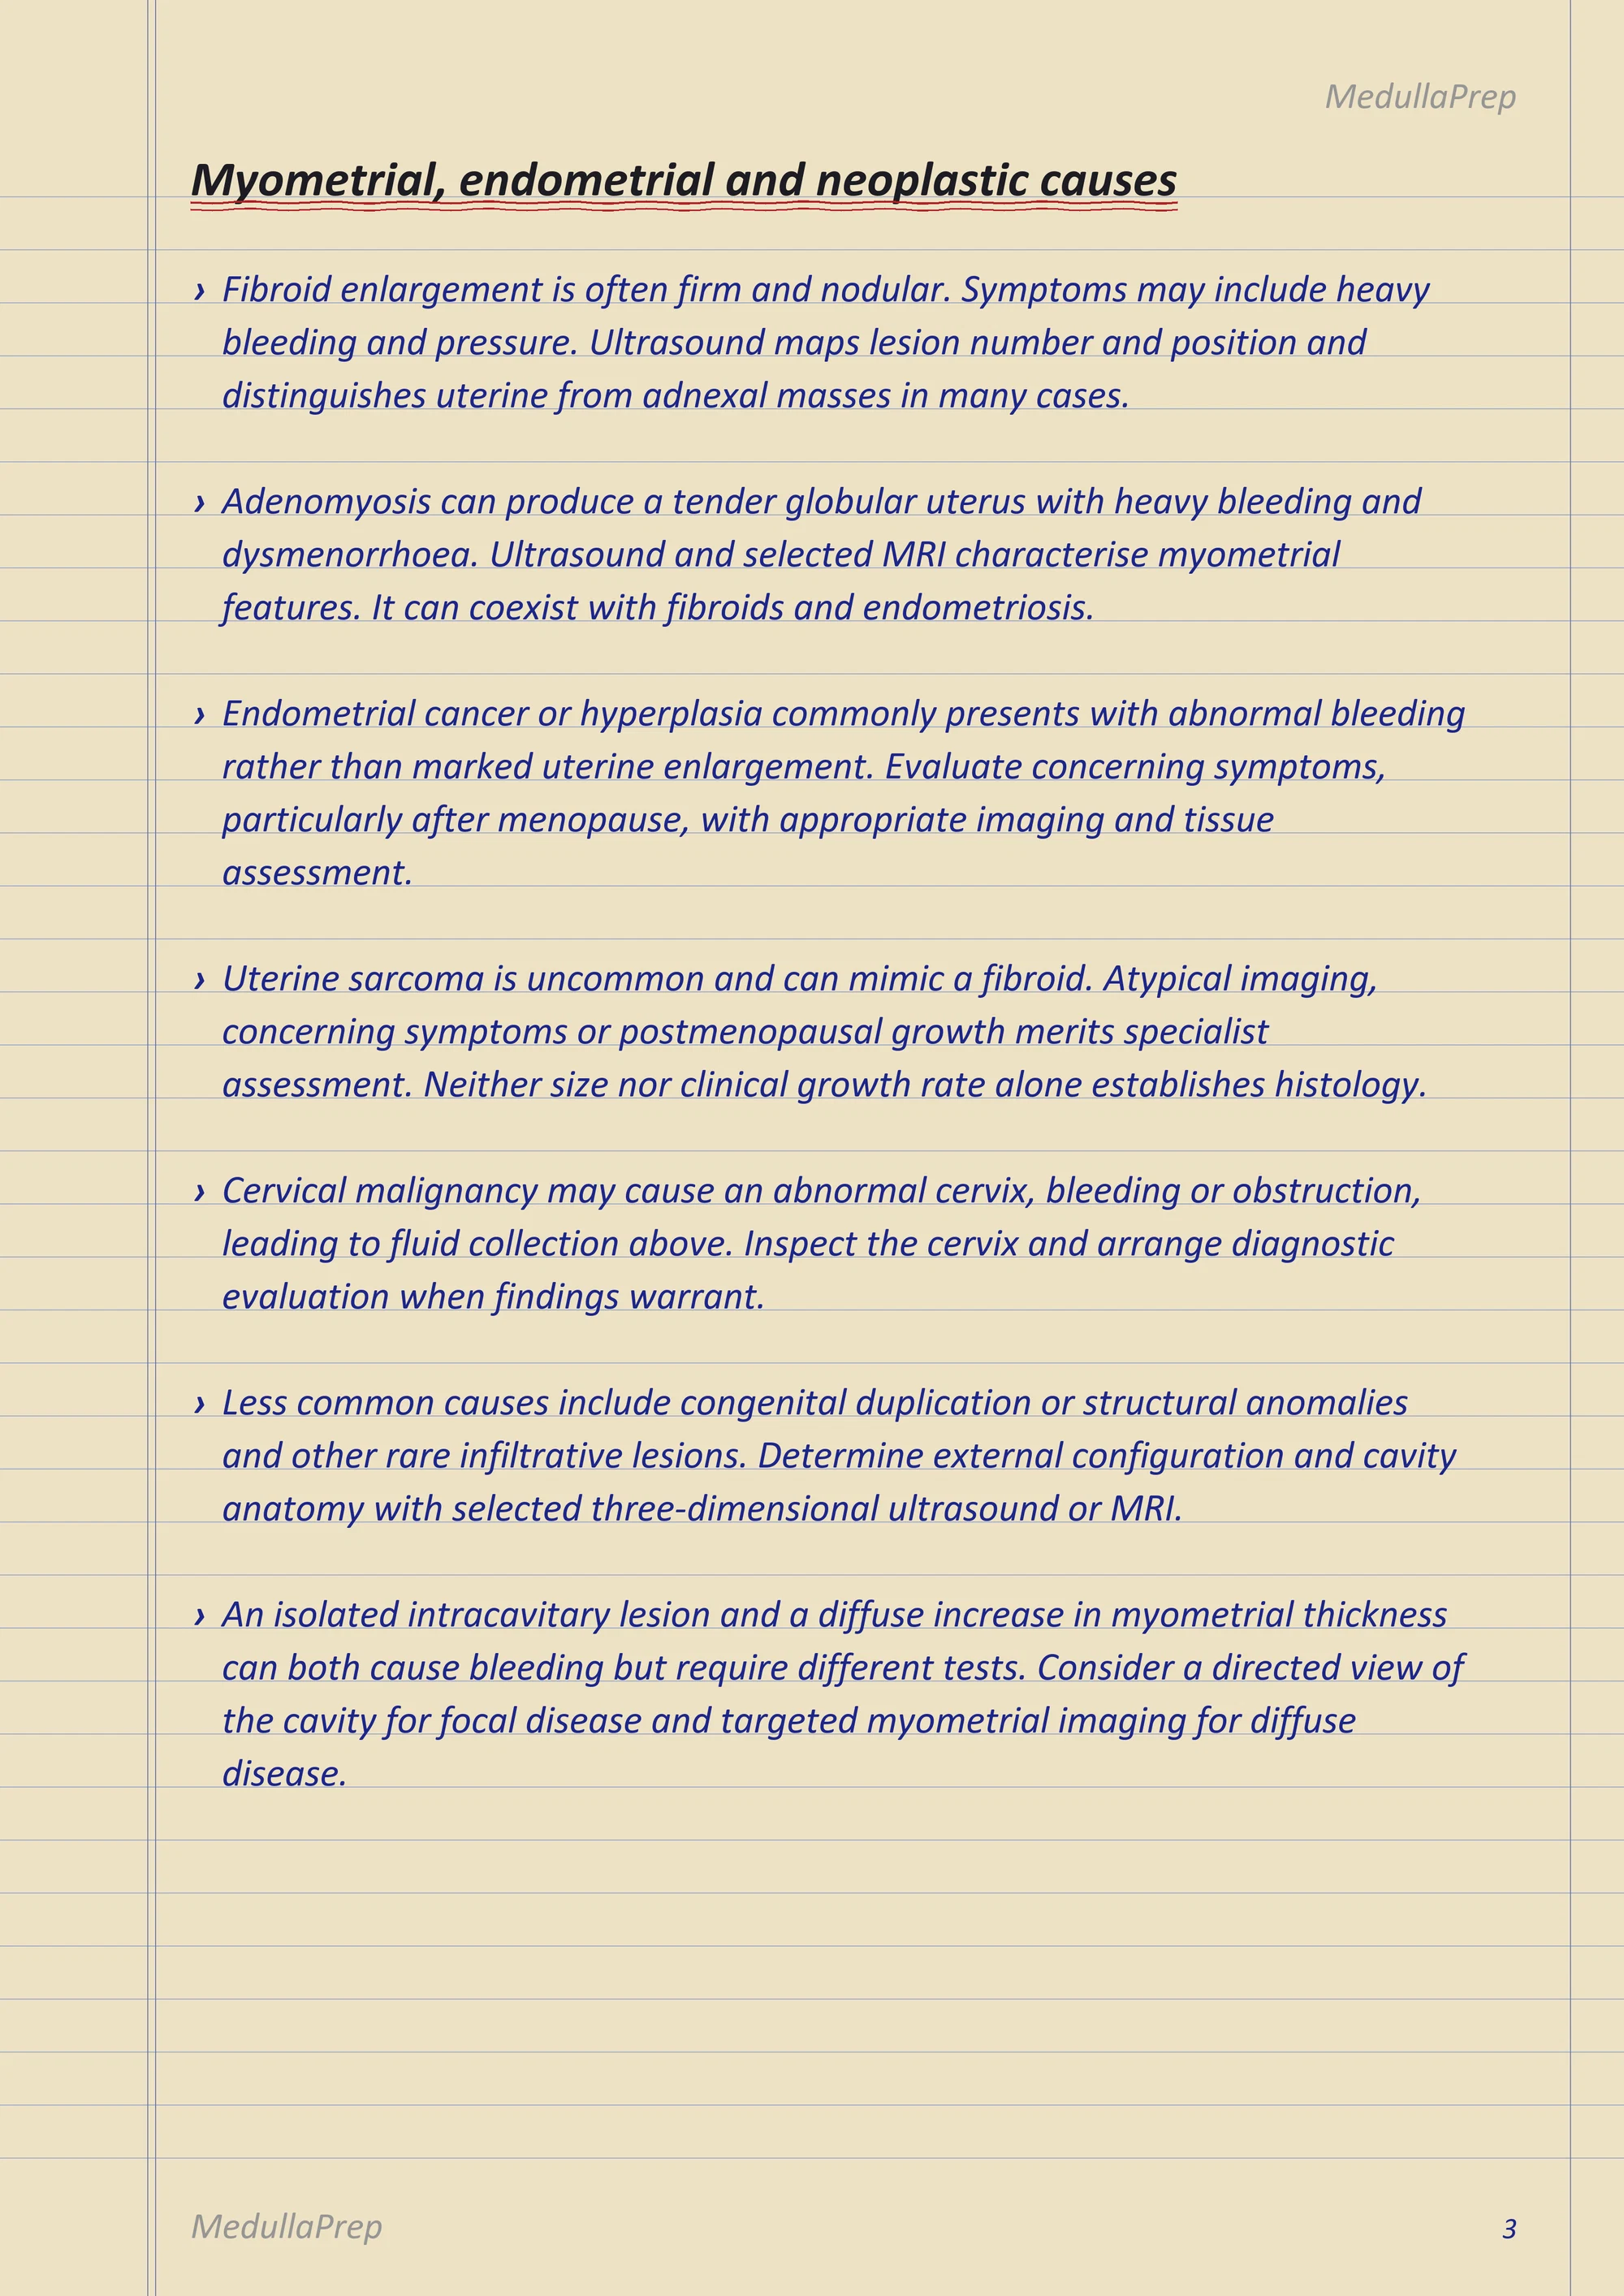 MedullaPrep
Myometrial, endometrial and neoplastic causes
› Fibroid enlargement is often firm and nodular. Symptoms may include heavy
bleeding and pressure. Ultrasound maps lesion number and position and
distinguishes uterine from adnexal masses in many cases.
› Adenomyosis can produce a tender globular uterus with heavy bleeding and
dysmenorrhoea. Ultrasound and selected MRI characterise myometrial
features. It can coexist with fibroids and endometriosis.
› Endometrial cancer or hyperplasia commonly presents with abnormal bleeding
rather than marked uterine enlargement. Evaluate concerning symptoms,
particularly after menopause, with appropriate imaging and tissue
assessment.
› Uterine sarcoma is uncommon and can mimic a fibroid. Atypical imaging,
concerning symptoms or postmenopausal growth merits specialist
assessment. Neither size nor clinical growth rate alone establishes histology.
› Cervical malignancy may cause an abnormal cervix, bleeding or obstruction,
leading to fluid collection above. Inspect the cervix and arrange diagnostic
evaluation when findings warrant.
› Less common causes include congenital duplication or structural anomalies
and other rare infiltrative lesions. Determine external configuration and cavity
anatomy with selected three-dimensional ultrasound or MRI.
› An isolated intracavitary lesion and a diffuse increase in myometrial thickness
can both cause bleeding but require different tests. Consider a directed view of
the cavity for focal disease and targeted myometrial imaging for diffuse
disease.
MedullaPrep
3